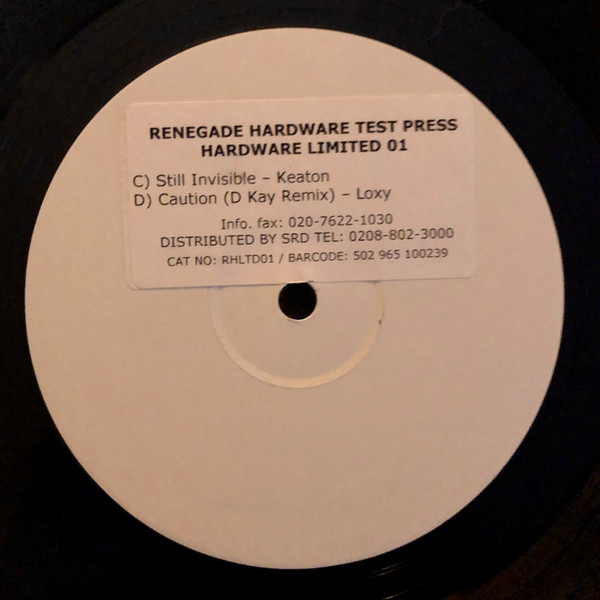 RENEGADE HARDWARE TEST PRESS
HARDWARE LIMITED 01
C) Still Invisible – Keaton
D) Caution (D Kay Remix) – Loxy
Info. fax: 020-7622-1030
DISTRIBUTED BY SRD TEL: 0208-802-3000
CAT NO: RHLTD01 / BARCODE: 502 965 100239